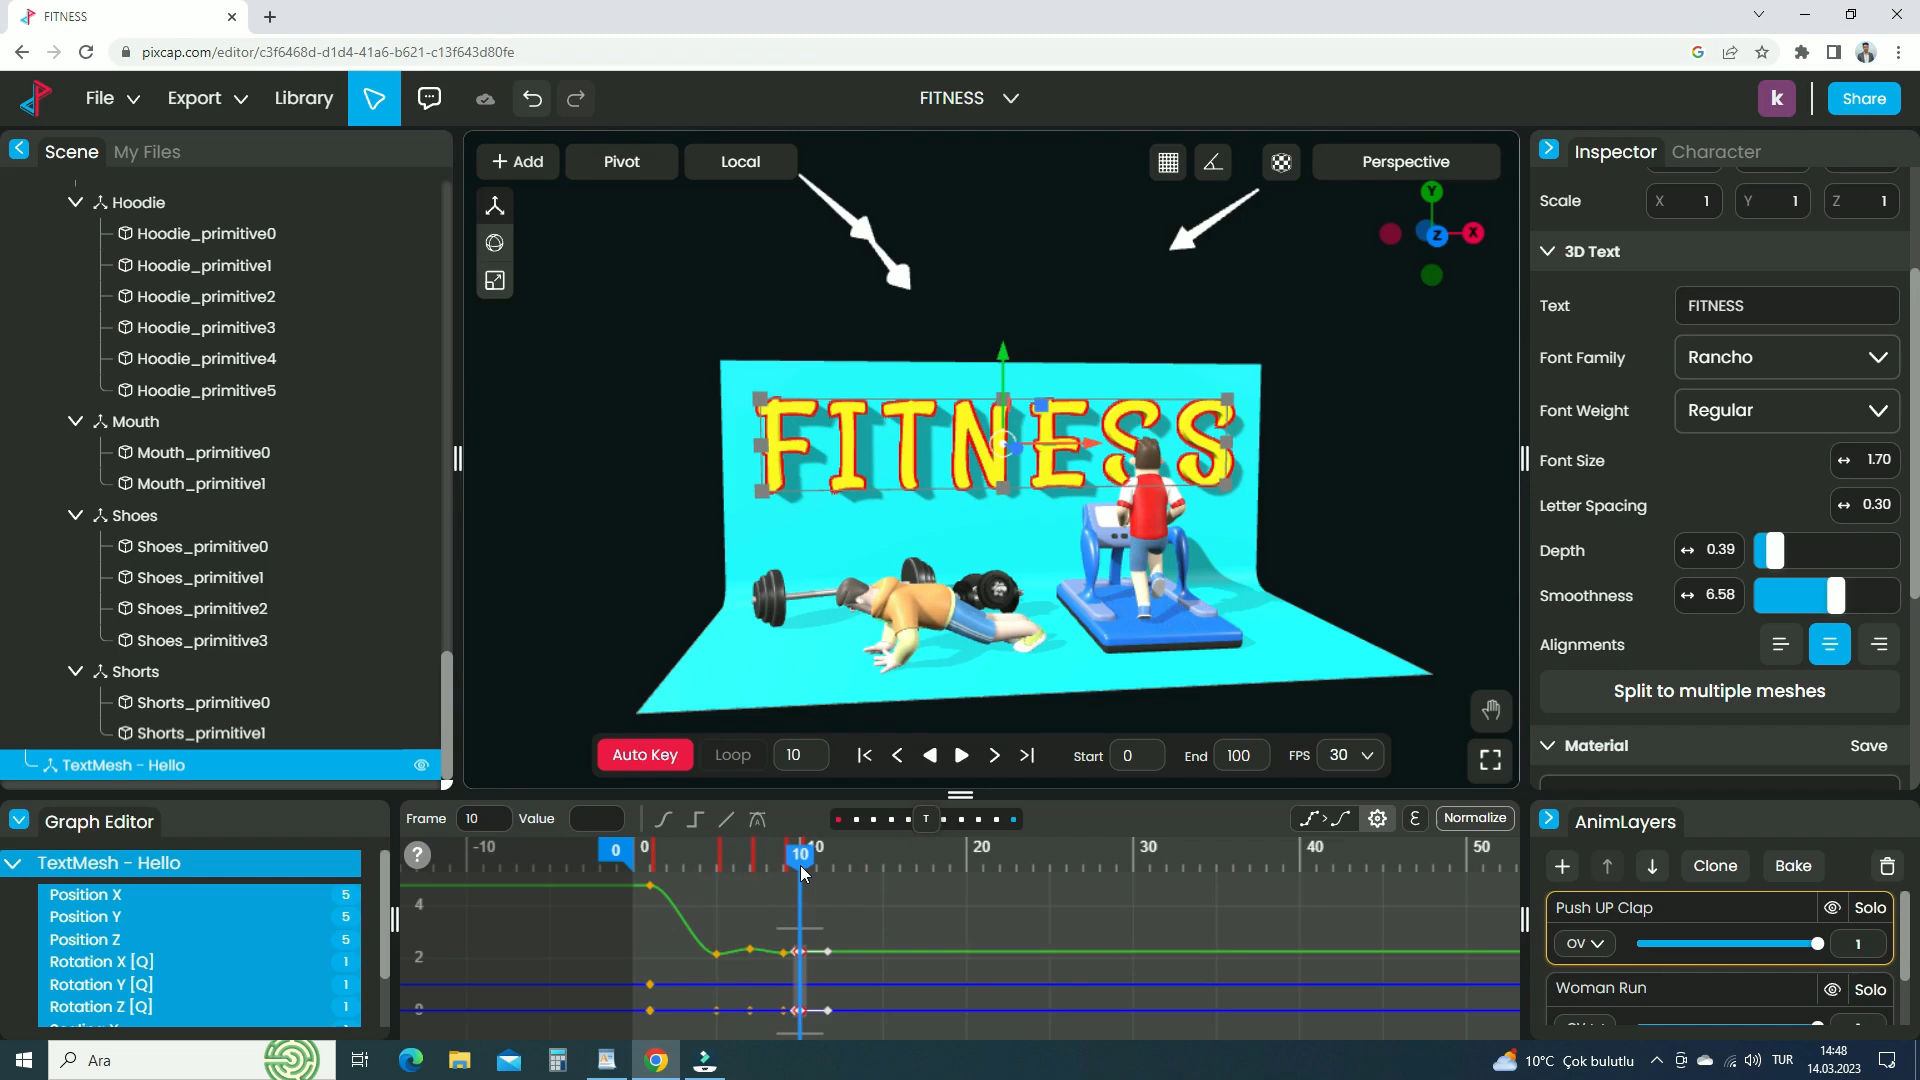 FITNESS
pixcap.com/editor/c3f6468d-d1d4-41a6-b621-c13f643d80fe
File
Export
Library
FITNESS
k
Share
Scene
My Files
Hoodie
Hoodie_primitive0
Hoodie_primitive1
Hoodie_primitive2
Hoodie_primitive3
Hoodie_primitive4
Hoodie_primitive5
Mouth
Mouth_primitive0
Mouth_primitive1
Shoes
Shoes_primitive0
Shoes_primitive1
Shoes_primitive2
Shoes_primitive3
Shorts
Shorts_primitive0
Shorts_primitive1
TextMesh - Hello
+ Add
Pivot
Local
Perspective
Y
X
Z
FITNESS
Auto Key
Loop
10
Start 0
End 100
FPS 30
Inspector
Character
Scale X 1 Y 1 Z 1
3D Text
Text FITNESS
Font Family Rancho
Font Weight Regular
Font Size 1.70
Letter Spacing 0.30
Depth 0.39
Smoothness 6.58
Alignments
Split to multiple meshes
Material Save
Graph Editor
TextMesh - Hello
Position X 5
Position Y 5
Position Z 5
Rotation X [Q] 1
Rotation Y [Q] 1
Rotation Z [Q] 1
Frame 10 Value
T
Normalize
?
-10 0 0 10 10 20 30 40 50
4
2
0
AnimLayers
Clone
Bake
Push UP Clap Solo
OV 1
Woman Run Solo
Ara
10°C Çok bulutlu
TUR
14:48
14.03.2023